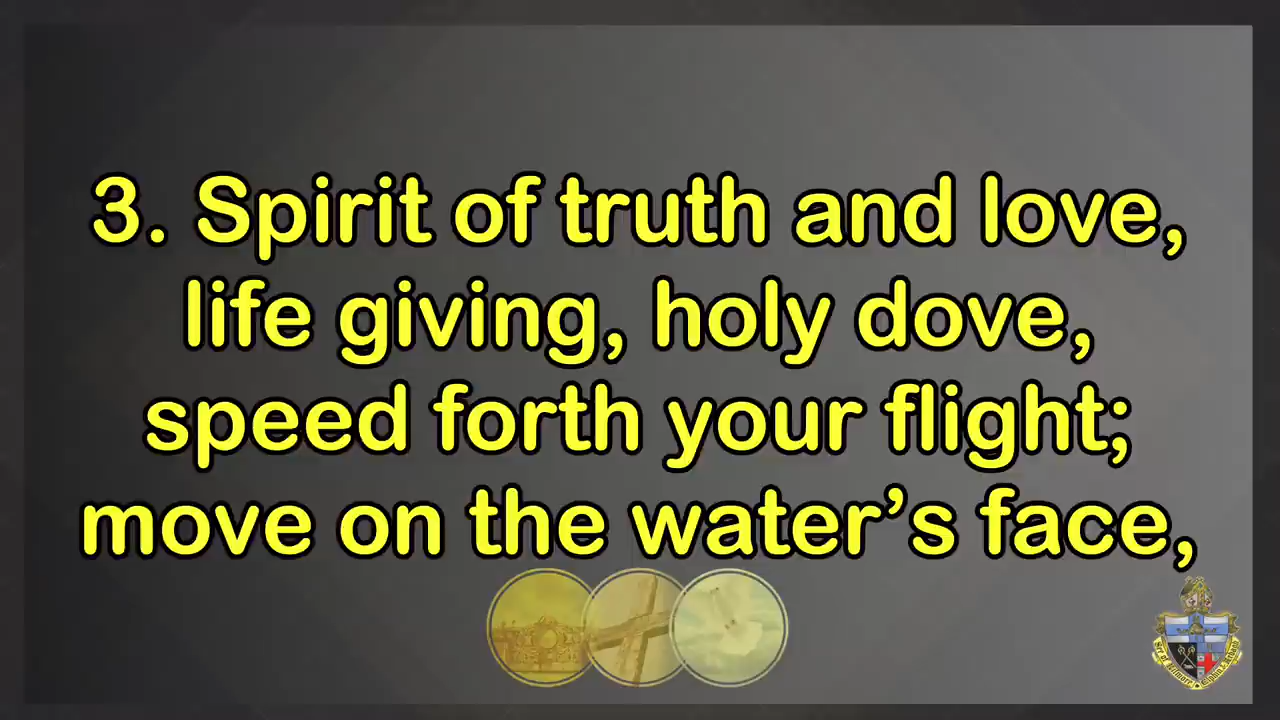 3. Spirit of truth and love,
life giving, holy dove,
speed forth your flight;
move on the water’s face,